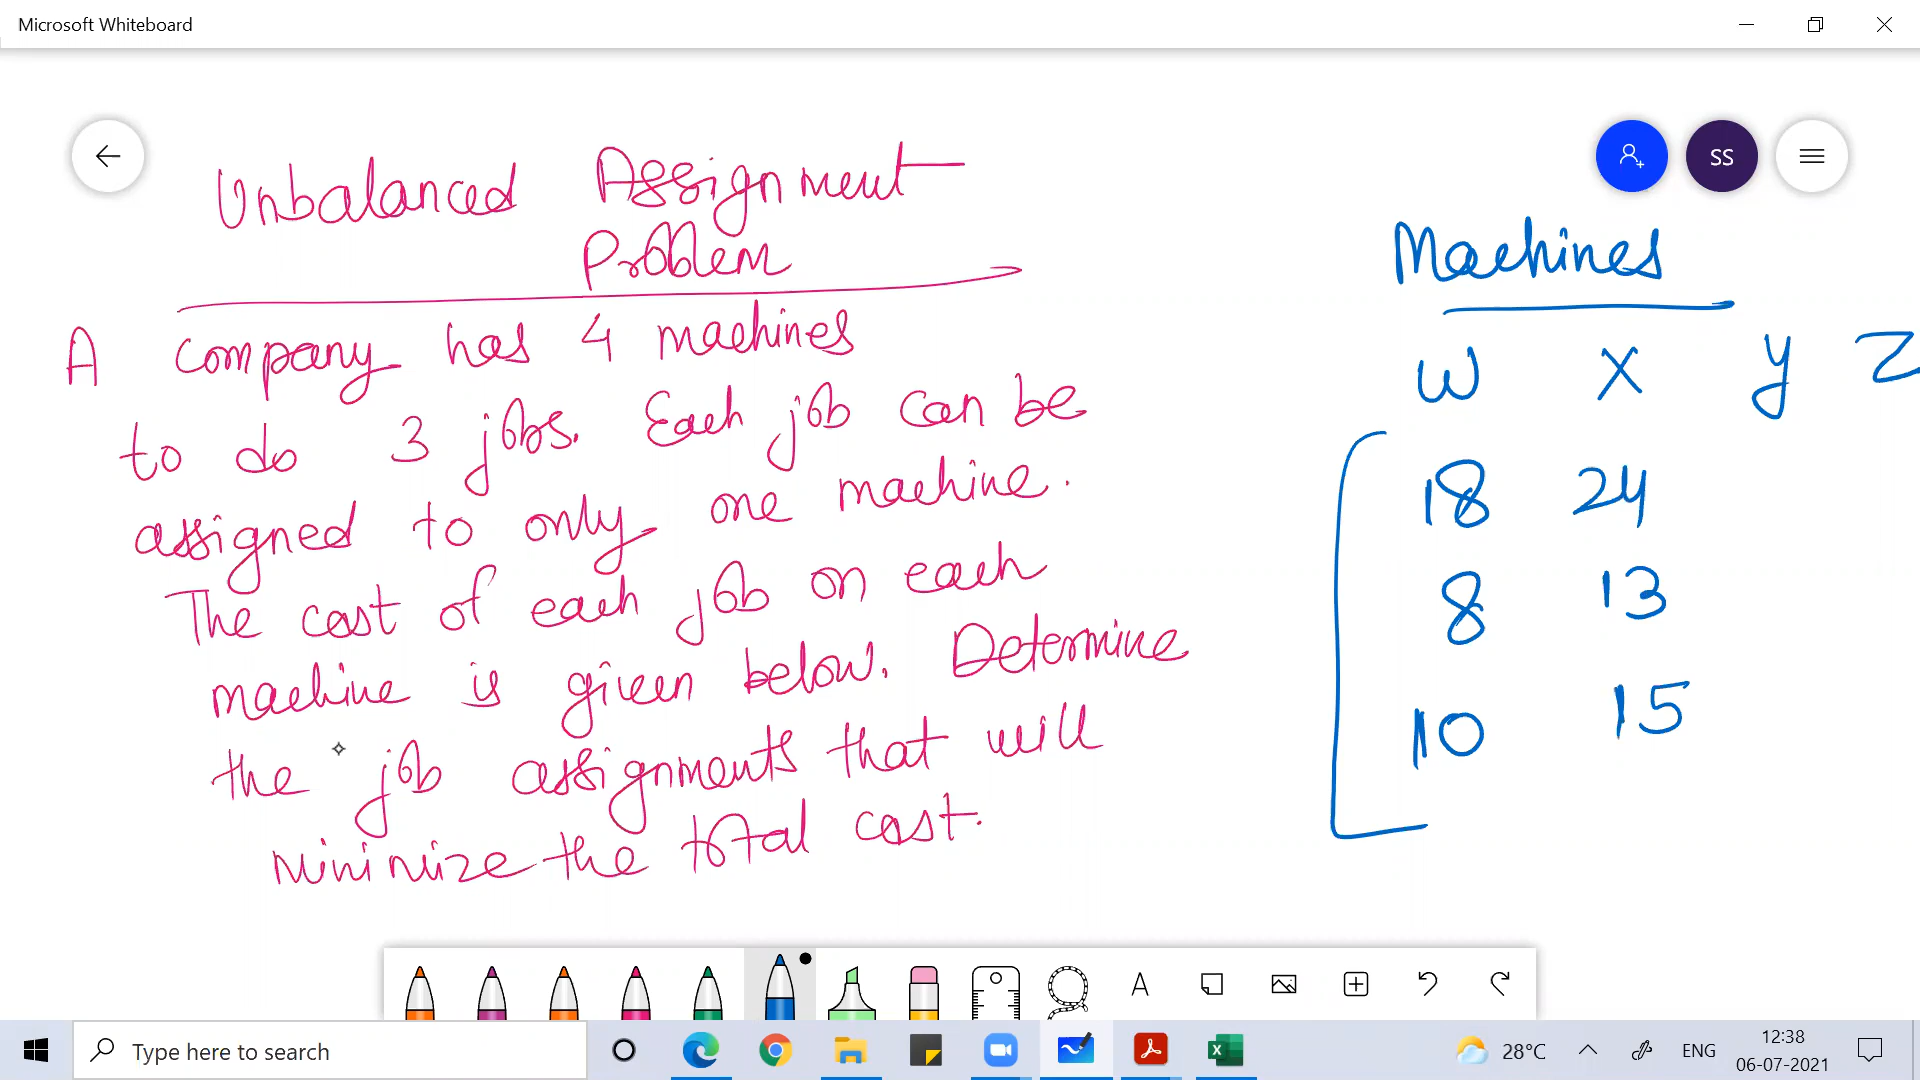 Microsoft Whiteboard
SS
Unbalanced Assignment
Problem
A company has 4 machines
to do 3 jobs. Each job can be
assigned to only one machine.
The cost of each job on each
machine is given below. Determine
the job assignments that will
minimize the total cost.
Machines
W X Y Z
18 24
8 13
10 15
A
Type here to search
28°C
ENG
12:38
06-07-2021